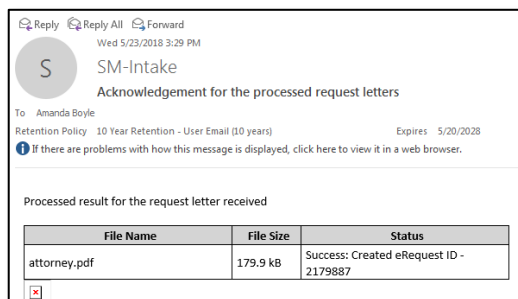 Reply Reply All Forward
Wed 5/23/2018 3:29 PM
S
SM-Intake
Acknowledgement for the processed request letters
To Amanda Boyle
Retention Policy 10 Year Retention - User Email (10 years) Expires 5/20/2028
If there are problems with how this message is displayed, click here to view it in a web browser.
Processed result for the request letter received
File Name File Size Status
attorney.pdf 179.9 kB Success: Created eRequest ID -
2179887